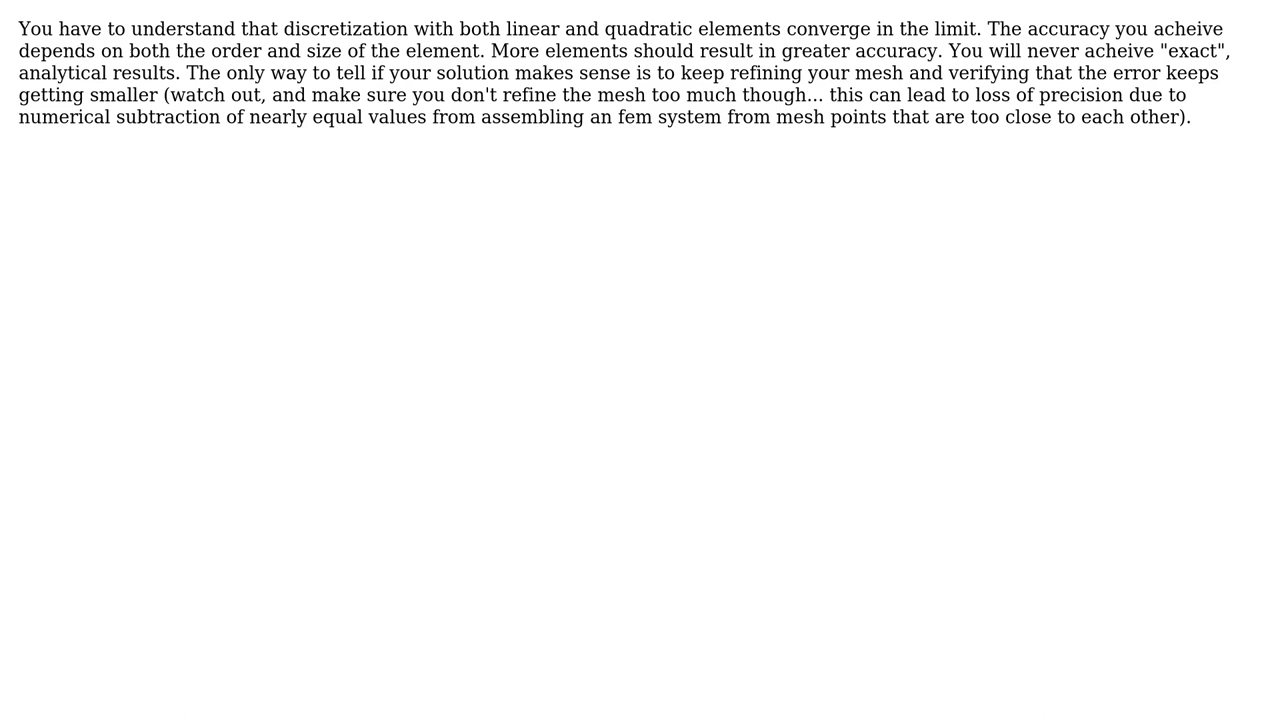 You have to understand that discretization with both linear and quadratic elements converge in the limit. The accuracy you acheive
depends on both the order and size of the element. More elements should result in greater accuracy. You will never acheive "exact",
analytical results. The only way to tell if your solution makes sense is to keep refining your mesh and verifying that the error keeps
getting smaller (watch out, and make sure you don't refine the mesh too much though... this can lead to loss of precision due to
numerical subtraction of nearly equal values from assembling an fem system from mesh points that are too close to each other).